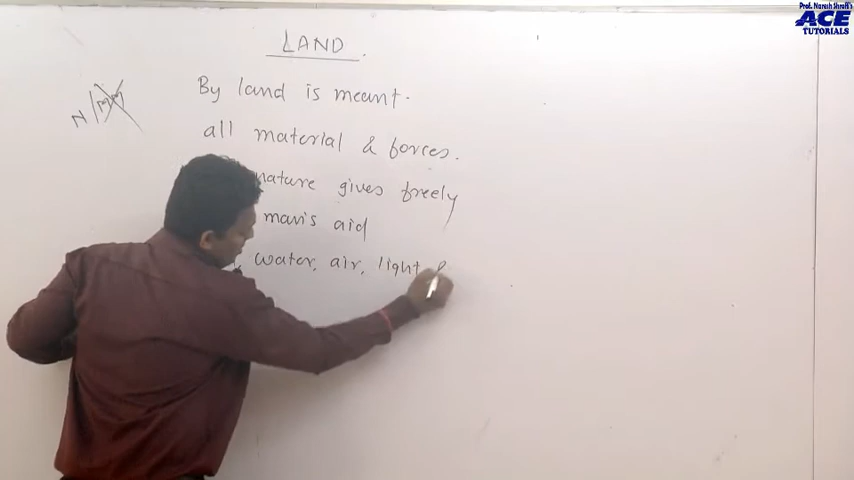 Prof. Naresh Shroff's
ACE
TUTORIALS
LAND
By land is meant.
all material & forces.
nature gives freely
man's aid
water, air, light &